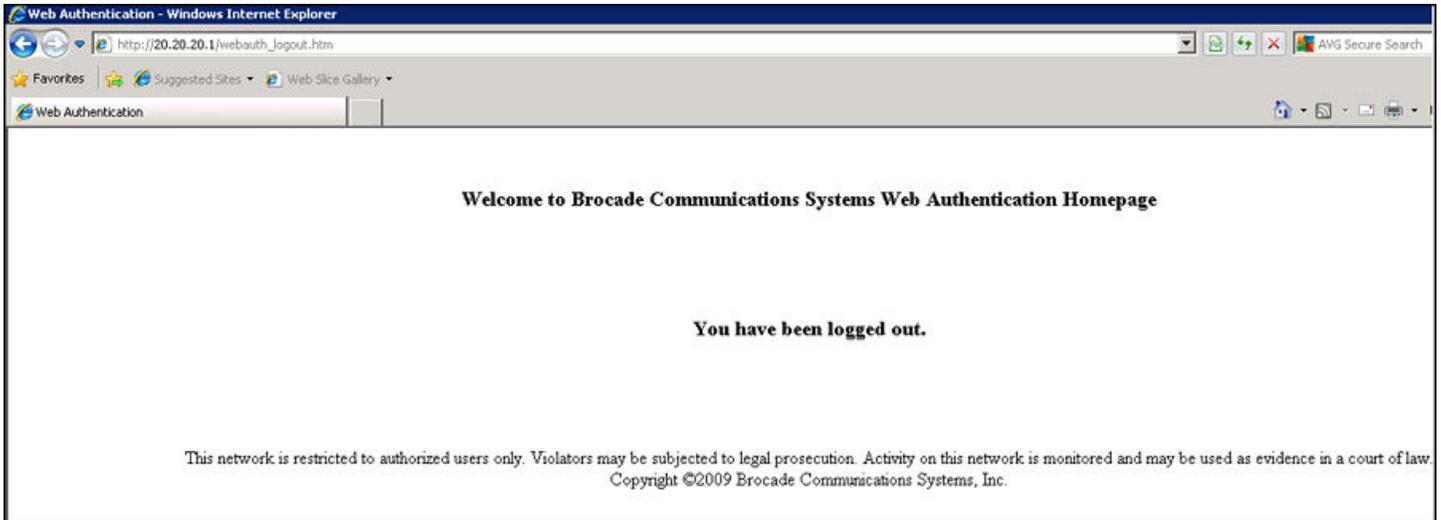 Web Authentication - Windows Internet Explorer
http://20.20.20.1/webauth_logout.htm
AVG Secure Search
Favorites
Suggested Sites
Web Slice Gallery
Web Authentication
Welcome to Brocade Communications Systems Web Authentication Homepage
You have been logged out.
This network is restricted to authorized users only. Violators may be subjected to legal prosecution. Activity on this network is monitored and may be used as evidence in a court of law.
Copyright ©2009 Brocade Communications Systems, Inc.